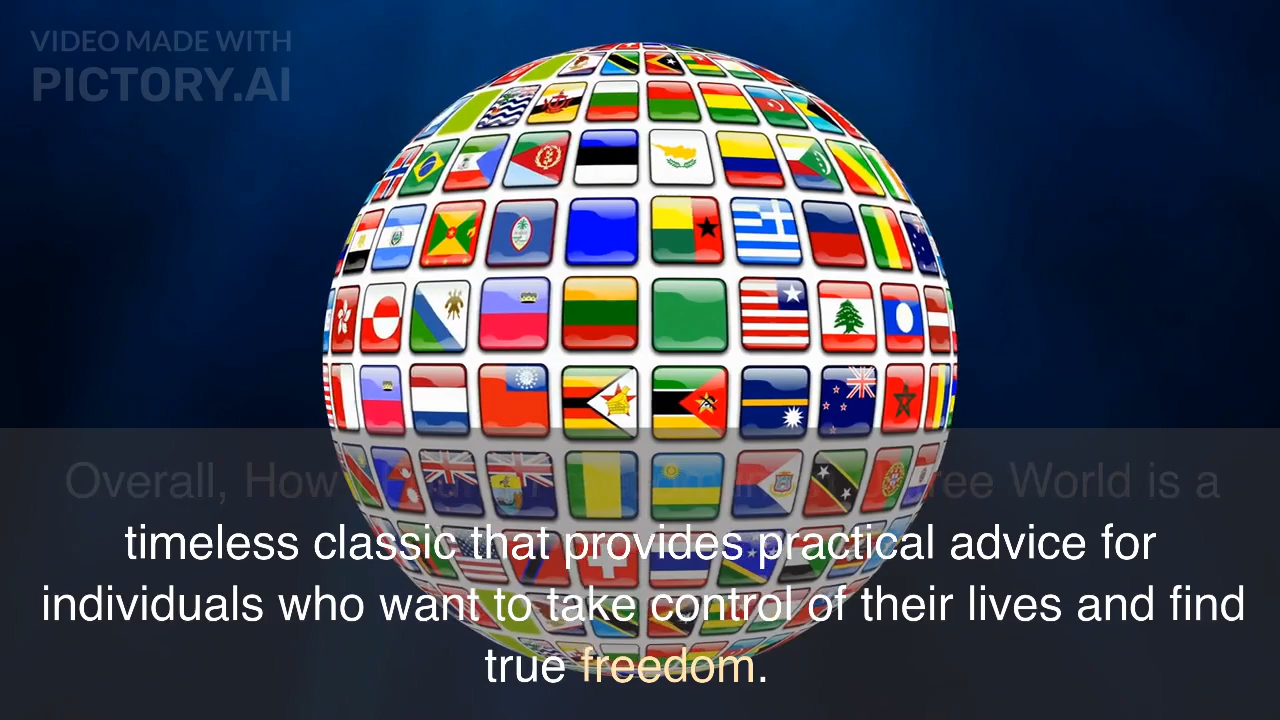 VIDEO MADE WITH
PICTORY.AI
Overall, How World is a
timeless classic that provides practical advice for
individuals who want to take control of their lives and find
true freedom.